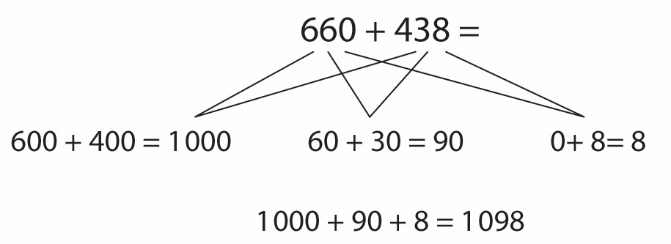 660 + 438 =
600 + 400 = 1000 60 + 30 = 90 0+ 8= 8
1000 + 90 + 8 = 1098